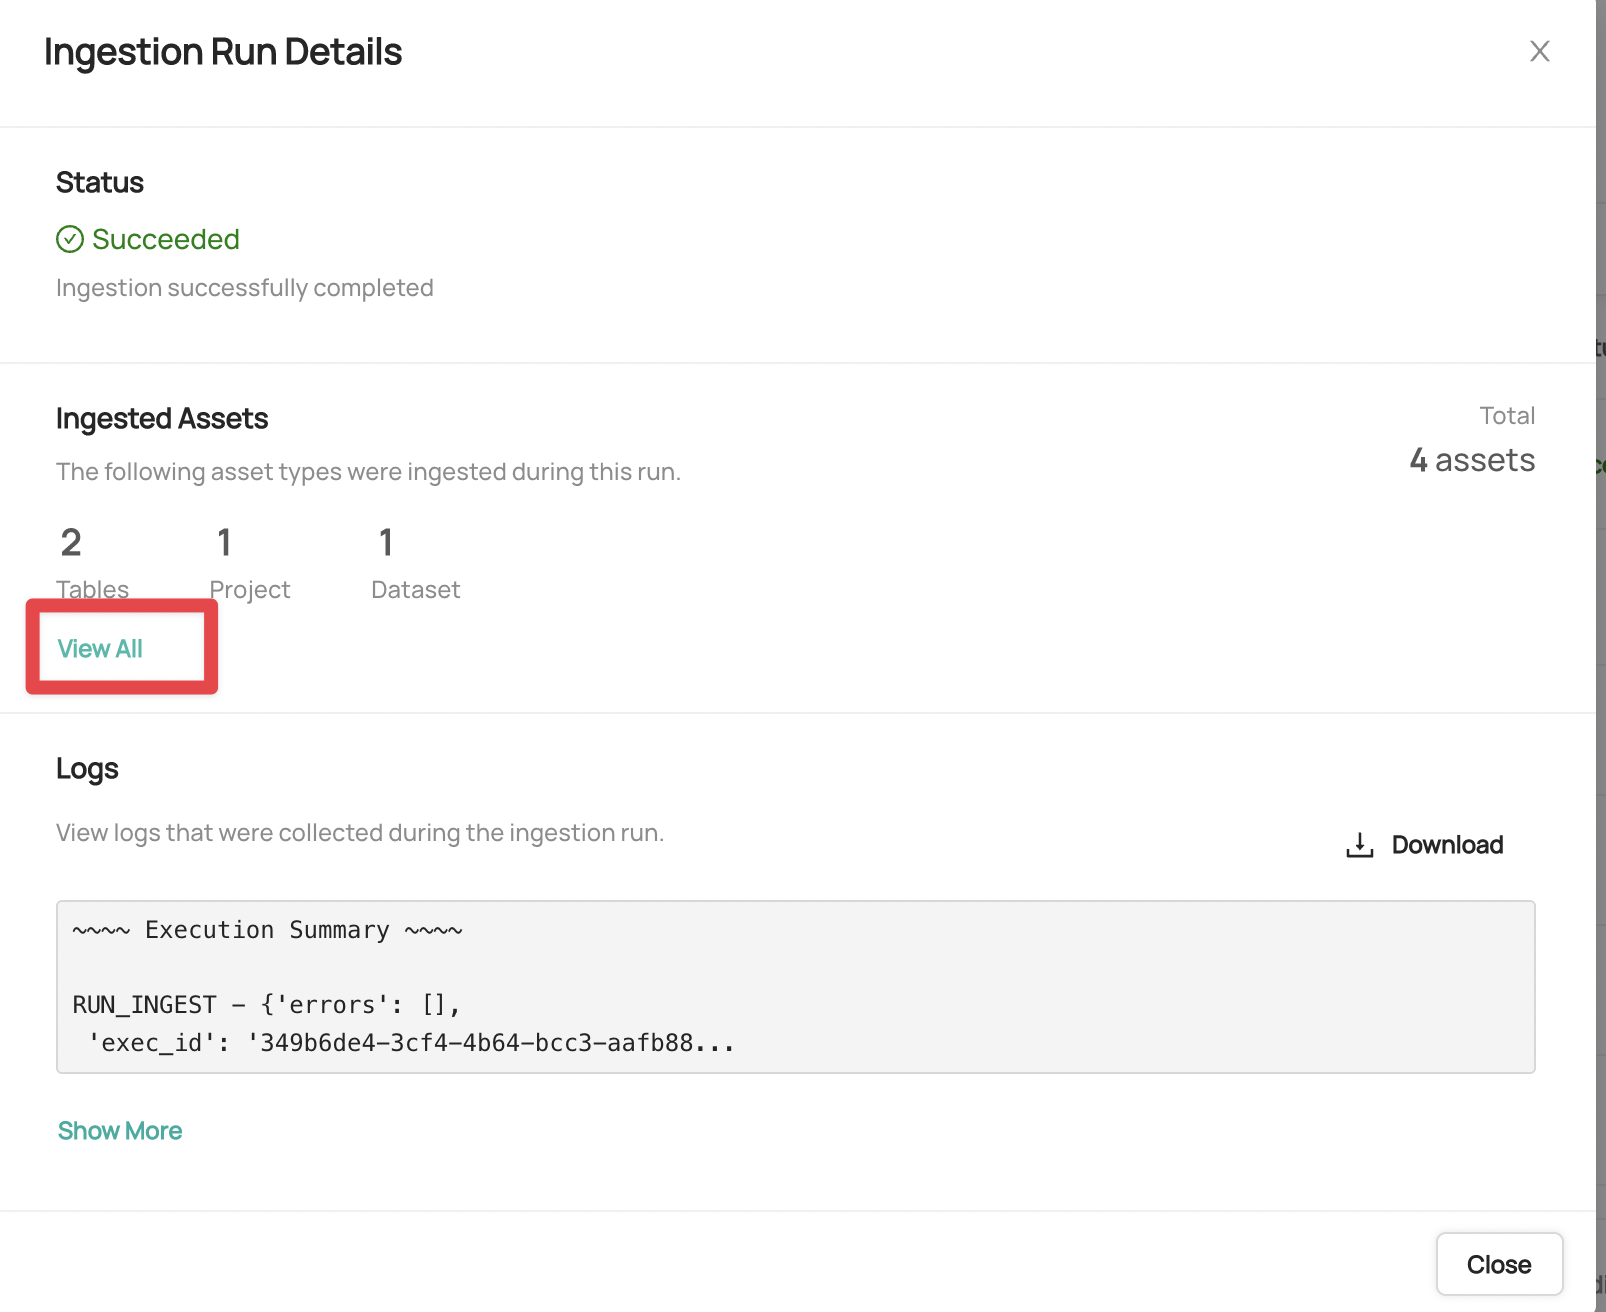 Ingestion Run Details
Status
Succeeded
Ingestion successfully completed
Ingested Assets
Total
The following asset types were ingested during this run.
4 assets
2 1 1
Tables Project Dataset
View All
Logs
View logs that were collected during the ingestion run.
Download
~~~~ Execution Summary ~~~~
RUN_INGEST - {'errors': [],
'exec_id': '349b6de4-3cf4-4b64-bcc3-aafb88...
Show More
Close